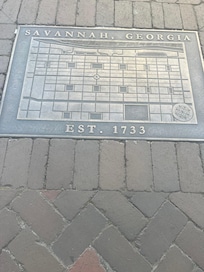 SAVANNAH, GEORGIA
EST. 1733